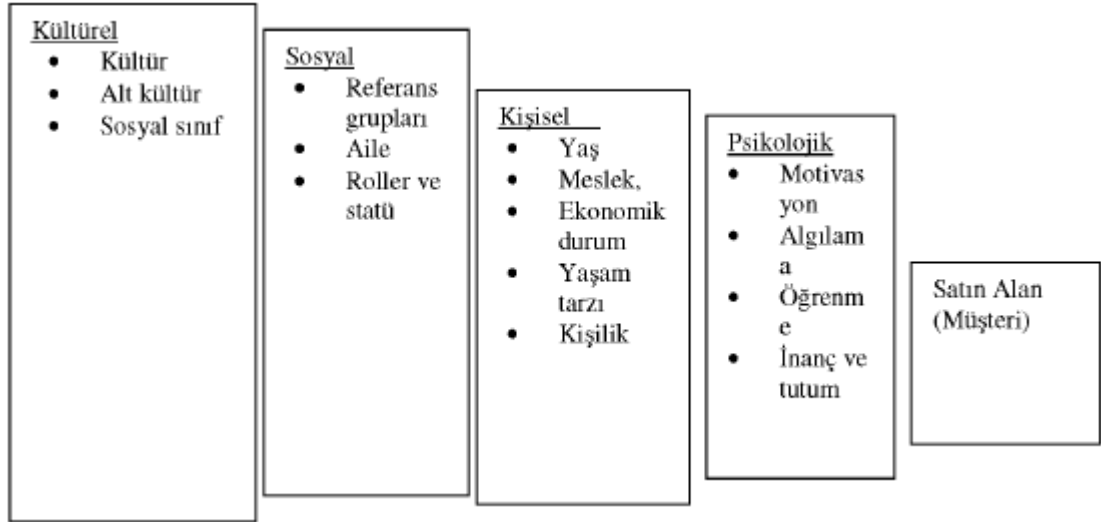 Kültürel
• Kültür
• Alt kültür
• Sosyal sınıf
Sosyal
• Referans
grupları
• Aile
• Roller ve
statü
Kişisel
• Yaş
• Meslek,
• Ekonomik
durum
• Yaşam
tarzı
• Kişilik
Psikolojik
• Motivas
yon
• Algılam
a
• Öğrenm
e
• İnanç ve
tutum
Satın Alan
(Müşteri)